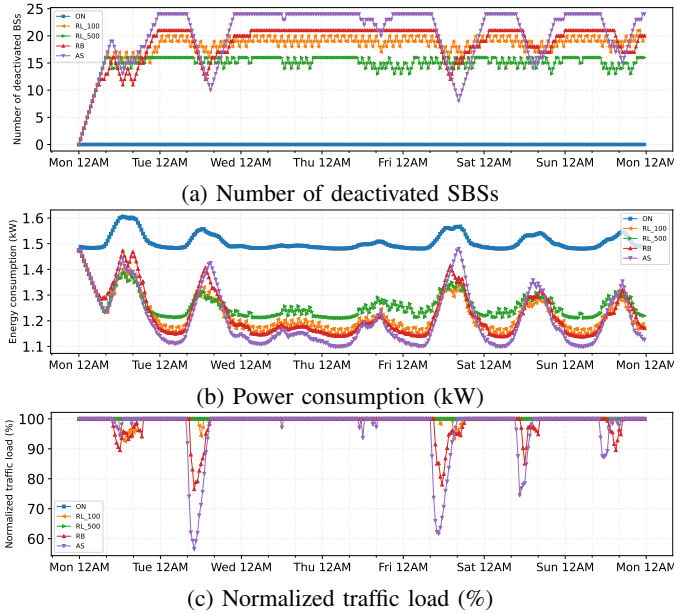 Number of deactivated BSs
25
20
15
10
5
0
ON
RL_100
RL_500
RB
AS
Mon 12AM Tue 12AM Wed 12AM Thu 12AM Fri 12AM Sat 12AM Sun 12AM Mon 12AM
(a) Number of deactivated SBSs
Energy consumption (kW)
1.6
1.5
1.4
1.3
1.2
1.1
ON
RL_100
RL_500
RB
AS
Mon 12AM Tue 12AM Wed 12AM Thu 12AM Fri 12AM Sat 12AM Sun 12AM Mon 12AM
(b) Power consumption (kW)
Normalized traffic load (%)
100
90
80
70
60
ON
RL_100
RL_500
RB
AS
Mon 12AM Tue 12AM Wed 12AM Thu 12AM Fri 12AM Sat 12AM Sun 12AM Mon 12AM
(c) Normalized traffic load (%)